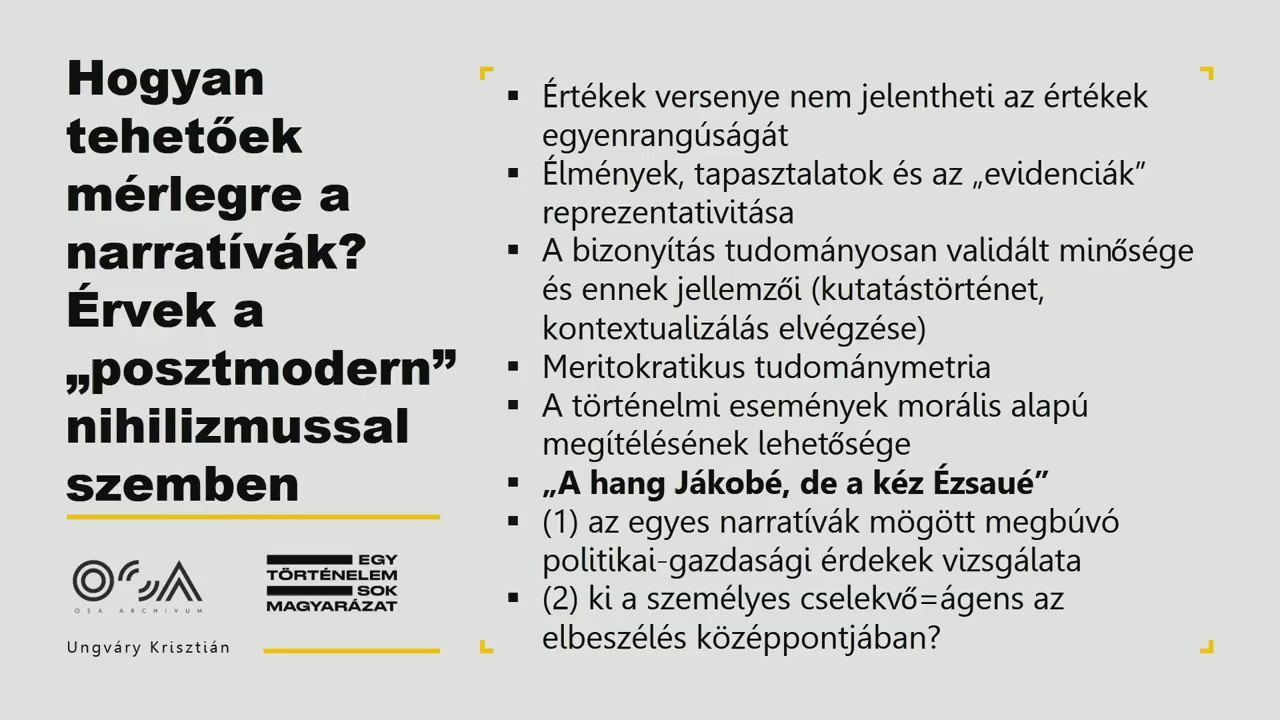 Hogyan
tehetőek
mérlegre a
narratívák?
Érvek a
„posztmodern”
nihilizmussal
szemben
OSA ARCHIVUM
EGY
TÖRTÉNELEM
SOK
MAGYARÁZAT
Ungváry Krisztián
▪ Értékek versenye nem jelentheti az értékek
egyenrangúságát
▪ Élmények, tapasztalatok és az „evidenciák”
reprezentativitása
▪ A bizonyítás tudományosan validált minősége
és ennek jellemzői (kutatástörténet,
kontextualizálás elvégzése)
▪ Meritokratikus tudománymetria
▪ A történelmi események morális alapú
megítélésének lehetősége
▪ „A hang Jákobé, de a kéz Ézsaué”
▪ (1) az egyes narratívák mögött megbúvó
politikai-gazdasági érdekek vizsgálata
▪ (2) ki a személyes cselekvő=ágens az
elbeszélés középpontjában?